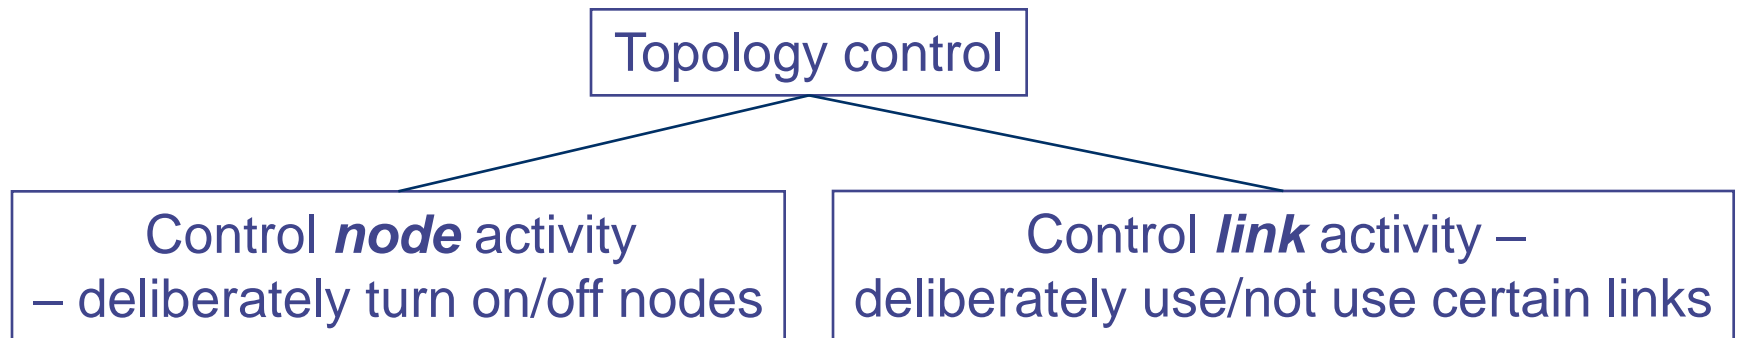 Topology control
Control node activity
– deliberately turn on/off nodes
Control link activity –
deliberately use/not use certain links